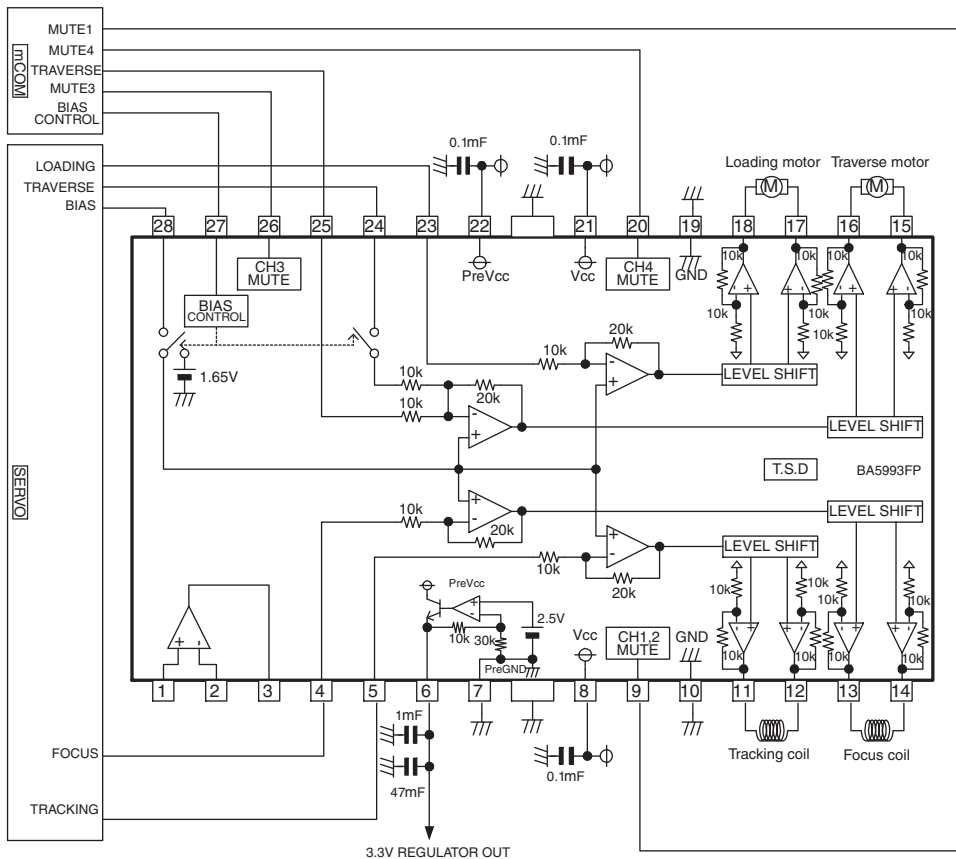 MUTE1
MUTE4
TRAVERSE
MUTE3
BIAS
CONTROL
mCOM
LOADING
TRAVERSE
BIAS
SERVO
0.1mF
0.1mF
Loading motor
Traverse motor
M
M
28
27
26
25
24
23
22
21
20
19
18
17
16
15
CH3
MUTE
PreVcc
Vcc
CH4
MUTE
GND
10k
10k
10k
10k
10k
10k
10k
10k
BIAS
CONTROL
1.65V
10k
20k
10k
20k
10k
LEVEL SHIFT
LEVEL SHIFT
T.S.D
BA5993FP
10k
20k
10k
20k
LEVEL SHIFT
LEVEL SHIFT
PreVcc
10k
30k
2.5V
PreGND
Vcc
CH1,2
MUTE
GND
10k
10k
10k
10k
10k
10k
10k
10k
1
2
3
4
5
6
7
8
9
10
11
12
13
14
1mF
47mF
0.1mF
Tracking coil
Focus coil
FOCUS
TRACKING
3.3V REGULATOR OUT